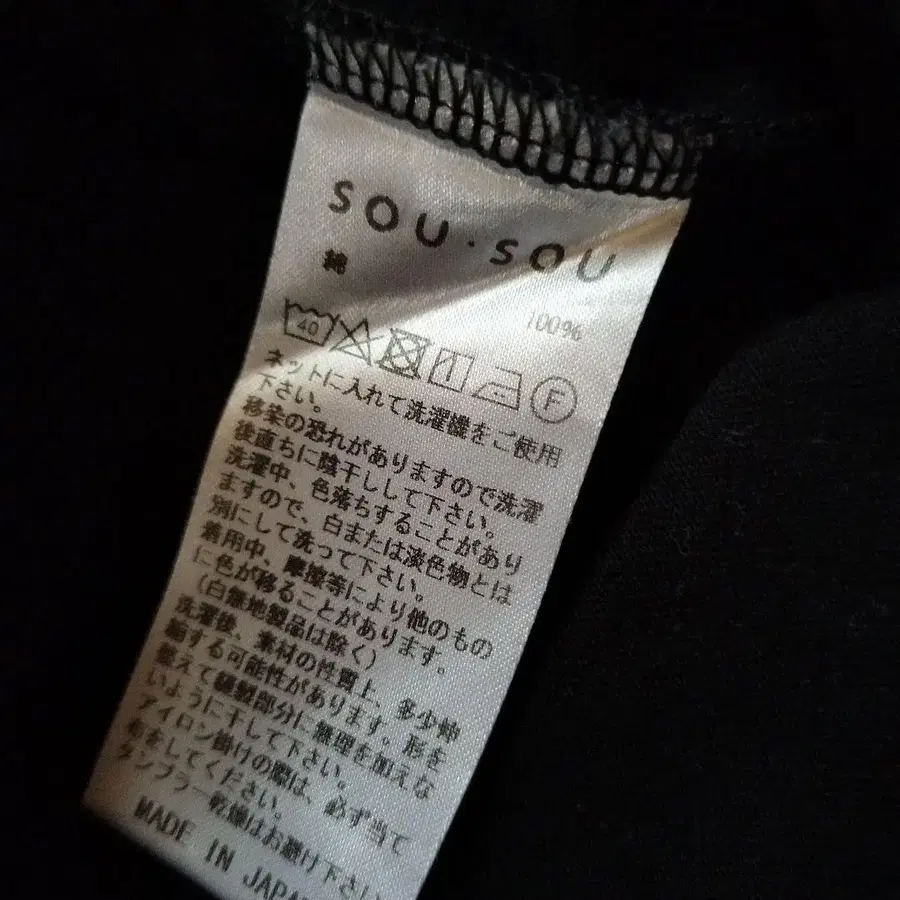 SOU・SOU
綿 100%
40
F
ネットに入れて洗濯機をご使用
下さい。
移染の恐れがありますので洗濯
後直ちに陰干しして下さい。
洗濯中、色落ちすることがあり
ますので、白または淡色物とは
別にして洗って下さい。
着用中、摩擦等により他のもの
に色が移ることがあります。
(白無地製品は除く)
洗濯後、素材の性質上、多少伸
縮する可能性があります。形を
整えて縫製部分に無理を加えな
いように干して下さい。
アイロン掛けの際は、必ず当て
布をしてください。
タンブラー乾燥はお避け下さい
MADE IN JAPAN